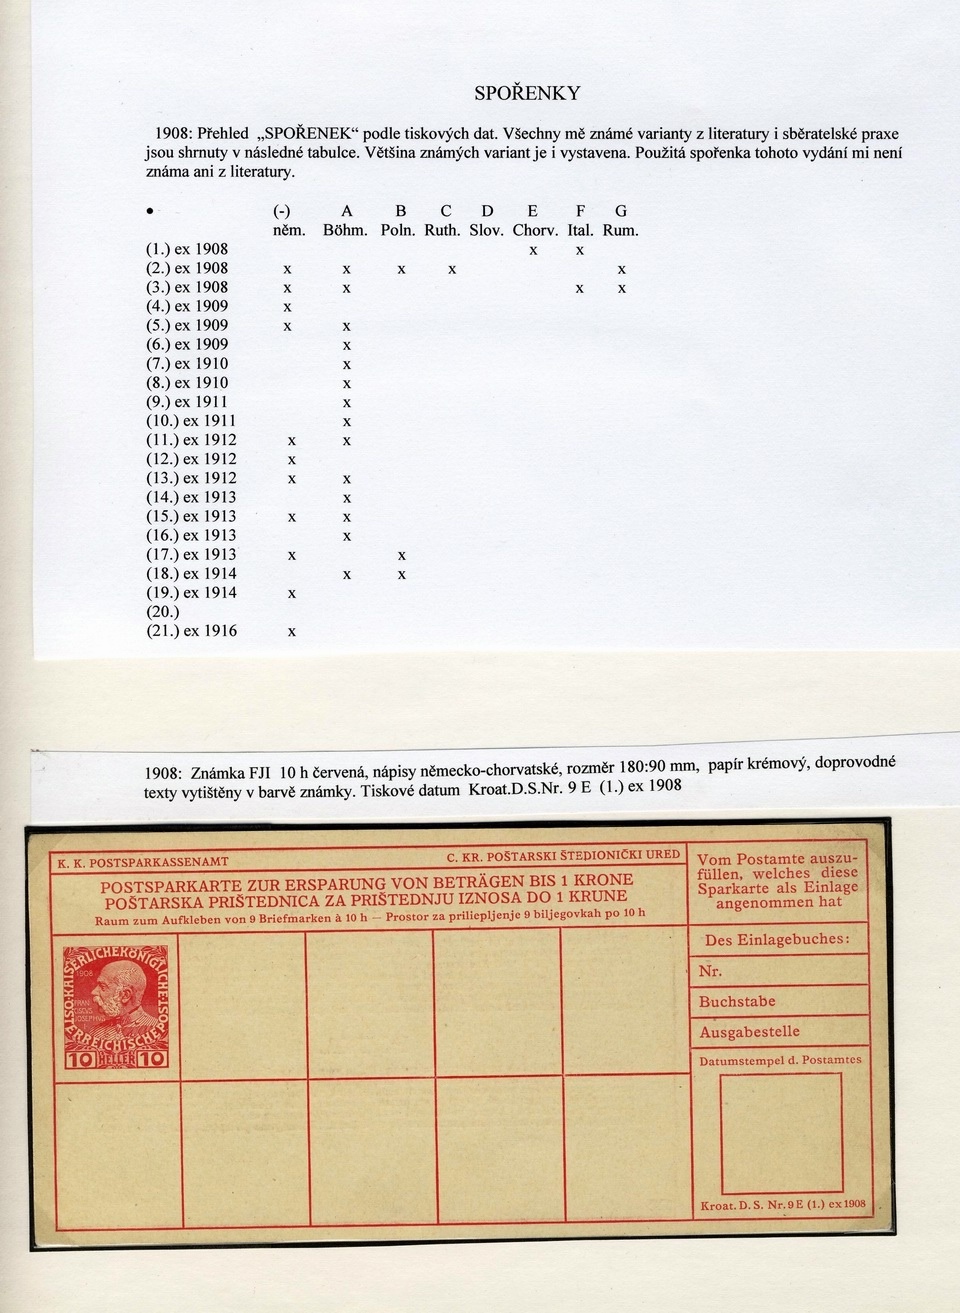 SPOŘENKY
1908: Přehled „SPOŘENEK“ podle tiskových dat. Všechny mě známé varianty z literatury i sběratelské praxe
jsou shrnuty v následné tabulce. Většina známých variant je i vystavena. Použitá spořenka tohoto vydání mi není
známa ani z literatury.
• (-) A B C D E F G
něm. Böhm. Poln. Ruth. Slov. Chorv. Ital. Rum.
(1.) ex 1908 x x
(2.) ex 1908 x x x x x
(3.) ex 1908 x x x x
(4.) ex 1909 x
(5.) ex 1909 x x
(6.) ex 1909 x
(7.) ex 1910 x
(8.) ex 1910 x
(9.) ex 1911 x
(10.) ex 1911 x
(11.) ex 1912 x x
(12.) ex 1912 x
(13.) ex 1912 x x
(14.) ex 1913 x
(15.) ex 1913 x x
(16.) ex 1913 x
(17.) ex 1913 x x
(18.) ex 1914 x x
(19.) ex 1914 x
(20.)
(21.) ex 1916 x
1908: Známka FJI 10 h červená, nápisy německo-chorvatské, rozměr 180:90 mm, papír krémový, doprovodné
texty vytištěny v barvě známky. Tiskové datum Kroat.D.S.Nr. 9 E (1.) ex 1908
K. K. POSTSPARKASSENAMT C. KR. POŠTARSKI ŠTEDIONIČKI URED
POSTSPARKARTE ZUR ERSPARUNG VON BETRÄGEN BIS 1 KRONE
POŠTARSKA PRIŠTEDNICA ZA PRIŠTEDNJU IZNOSA DO 1 KRUNE
Raum zum Aufkleben von 9 Briefmarken à 10 h — Prostor za priliepljenje 9 biljegovkah po 10 h
KAISERLICHEKÖNIGLICHE
ÖSTERREICHISCHE POST
1908
FRAN
CISCVS
IOSEPHVS I
10 HELLER 10
Vom Postamte auszu-
füllen, welches diese
Sparkarte als Einlage
angenommen hat
Des Einlagebuches:
Nr.
Buchstabe
Ausgabestelle
Datumstempel d. Postamtes
Kroat. D. S. Nr. 9 E (1.) ex 1908